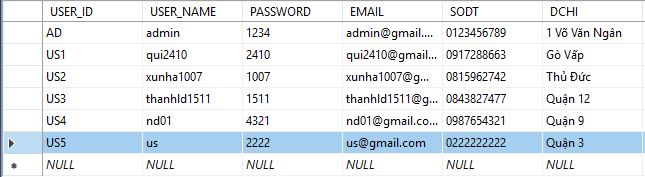 USER_ID USER_NAME PASSWORD EMAIL SODT DCHI
AD admin 1234 admin@gmail.... 0123456789 1 Võ Văn Ngân
US1 qui2410 2410 qui2410@gmail... 0917288663 Gò Vấp
US2 xunha1007 1007 xunha1007@g... 0815962742 Thủ Đức
US3 thanhld1511 1511 thanhld1511@g... 0843827477 Quận 12
US4 nd01 4321 nd01@gmail.co... 0987654321 Quận 9
US5 us 2222 us@gmail.com 0222222222 Quận 3
NULL NULL NULL NULL NULL NULL